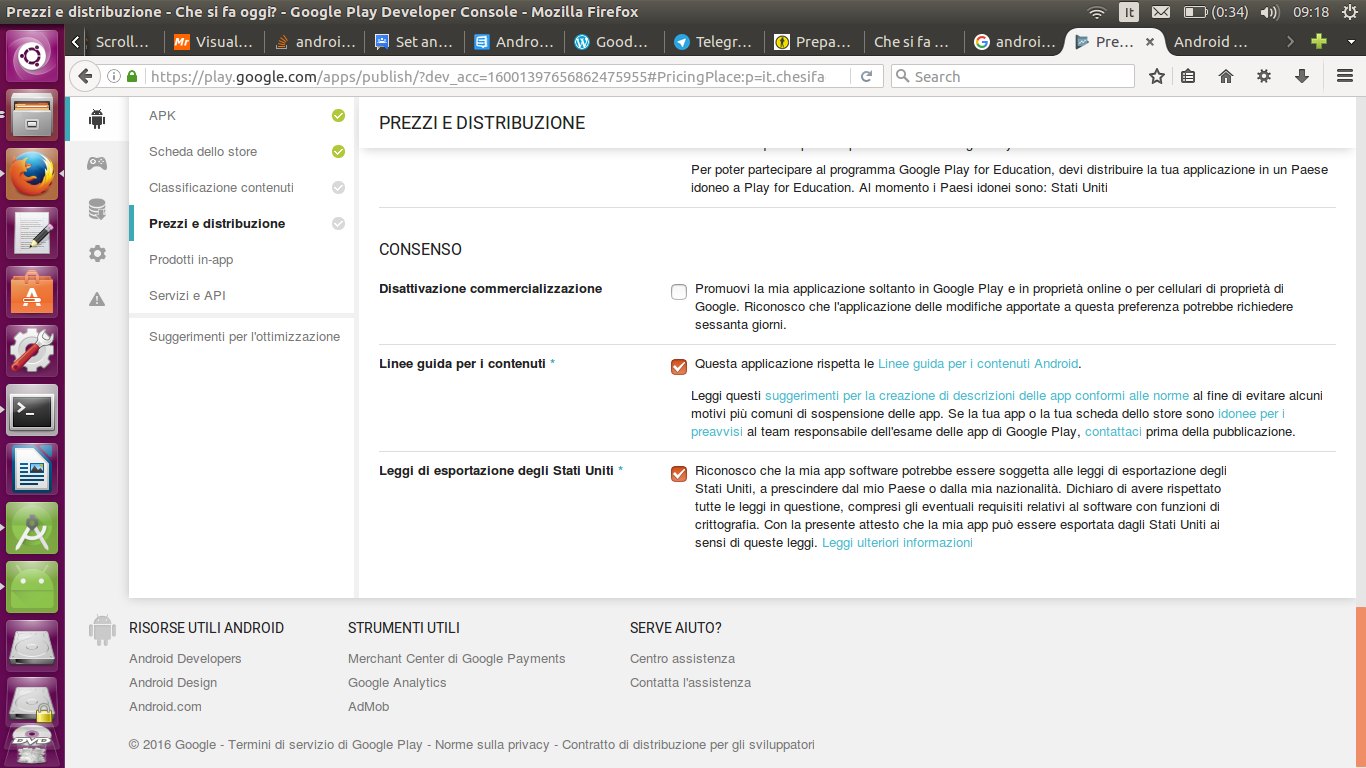 Prezzi e distribuzione - Che si fa oggi? - Google Play Developer Console - Mozilla Firefox
It
(0:34)
09:18
Scroll...
Visual...
androi...
Set an...
Andro...
Good...
Telegr...
Prepa...
Che si fa ...
androi...
Pre...
Android ...
https://play.google.com/apps/publish/?dev_acc=16001397656862475955#PricingPlace:p=it.chesifa
Search
APK
Scheda dello store
Classificazione contenuti
Prezzi e distribuzione
Prodotti in-app
Servizi e API
Suggerimenti per l'ottimizzazione
PREZZI E DISTRIBUZIONE
Per poter partecipare al programma Google Play for Education, devi distribuire la tua applicazione in un Paese
idoneo a Play for Education. Al momento i Paesi idonei sono: Stati Uniti
CONSENSO
Disattivazione commercializzazione
Promuovi la mia applicazione soltanto in Google Play e in proprietà online o per cellulari di proprietà di
Google. Riconosco che l'applicazione delle modifiche apportate a questa preferenza potrebbe richiedere
sessanta giorni.
Linee guida per i contenuti *
Questa applicazione rispetta le Linee guida per i contenuti Android.
Leggi questi suggerimenti per la creazione di descrizioni delle app conformi alle norme al fine di evitare alcuni
motivi più comuni di sospensione delle app. Se la tua app o la tua scheda dello store sono idonee per i
preavvisi al team responsabile dell'esame delle app di Google Play, contattaci prima della pubblicazione.
Leggi di esportazione degli Stati Uniti *
Riconosco che la mia app software potrebbe essere soggetta alle leggi di esportazione degli
Stati Uniti, a prescindere dal mio Paese o dalla mia nazionalità. Dichiaro di avere rispettato
tutte le leggi in questione, compresi gli eventuali requisiti relativi al software con funzioni di
crittografia. Con la presente attesto che la mia app può essere esportata dagli Stati Uniti ai
sensi di queste leggi. Leggi ulteriori informazioni
RISORSE UTILI ANDROID
Android Developers
Android Design
Android.com
STRUMENTI UTILI
Merchant Center di Google Payments
Google Analytics
AdMob
SERVE AIUTO?
Centro assistenza
Contatta l'assistenza
© 2016 Google - Termini di servizio di Google Play - Norme sulla privacy - Contratto di distribuzione per gli sviluppatori